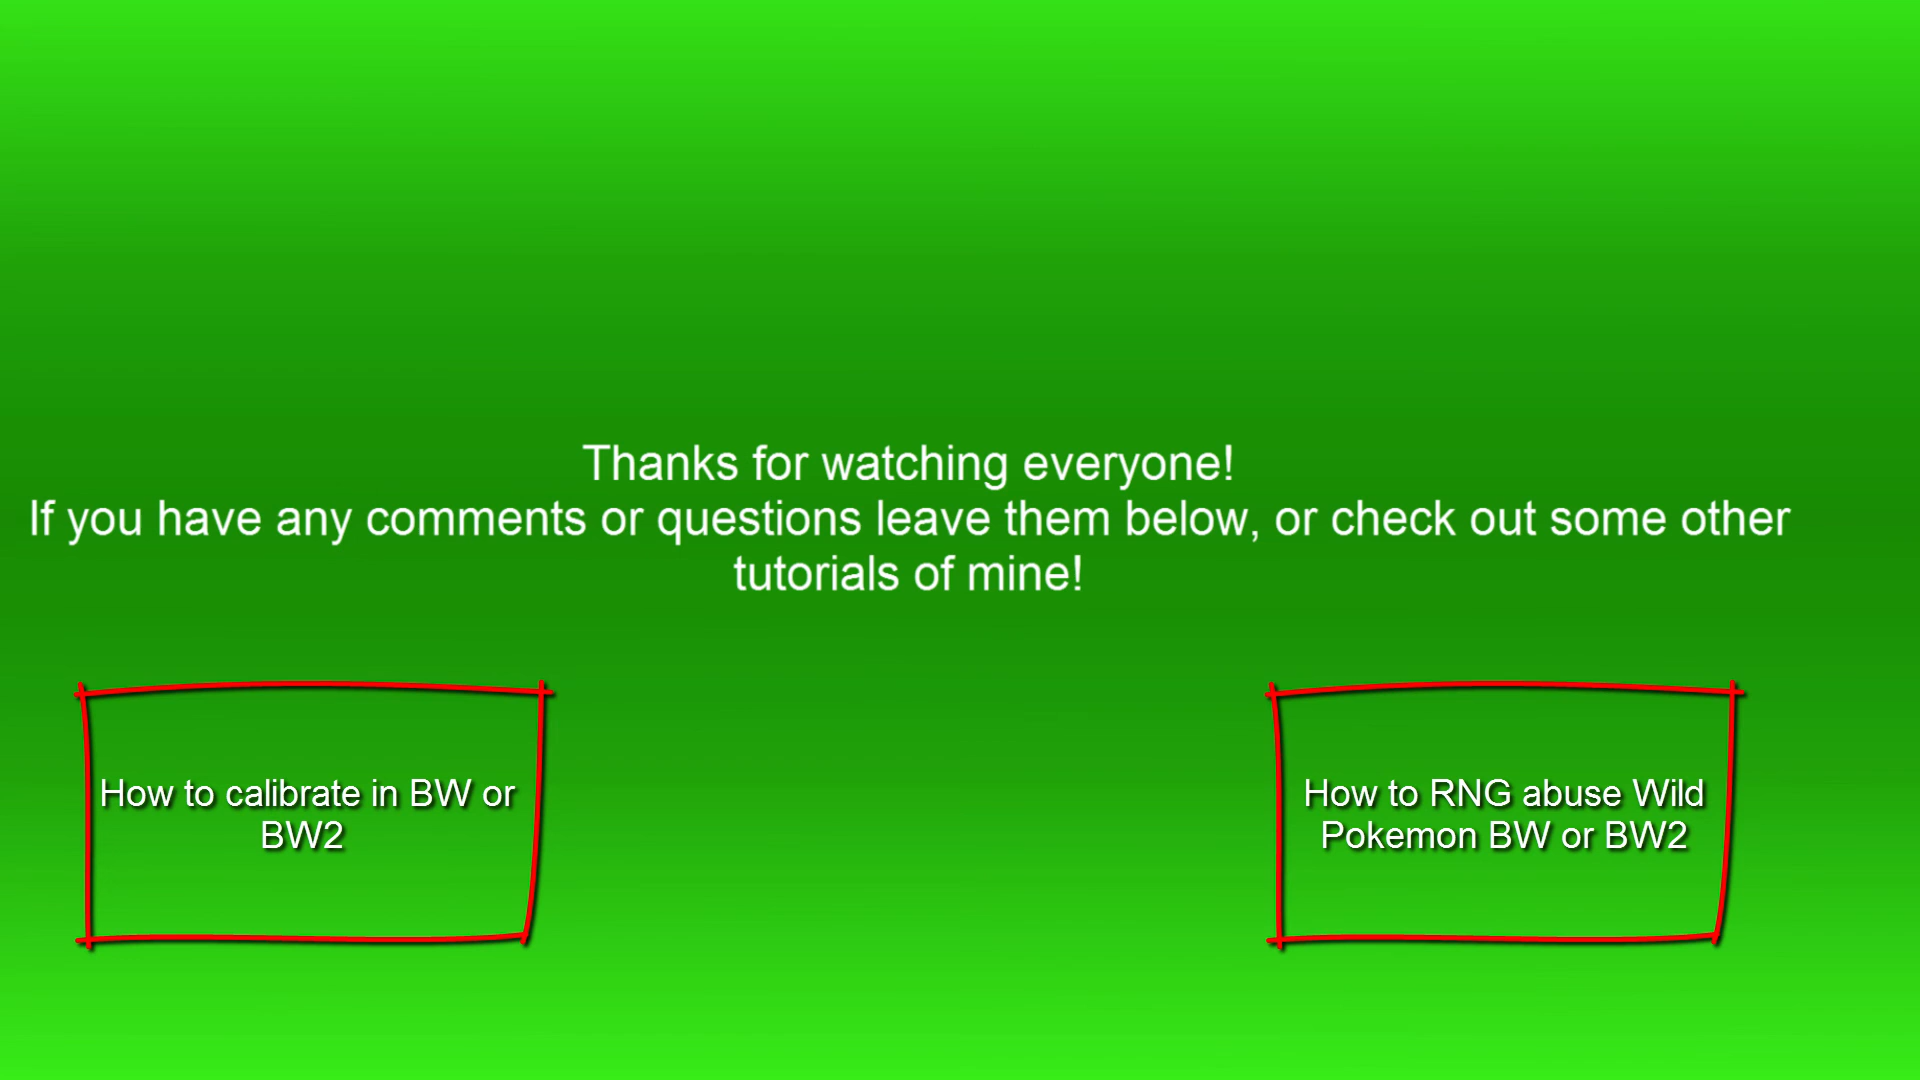 Thanks for watching everyone!
If you have any comments or questions leave them below, or check out some other
tutorials of mine!
How to calibrate in BW or
BW2
How to RNG abuse Wild
Pokemon BW or BW2